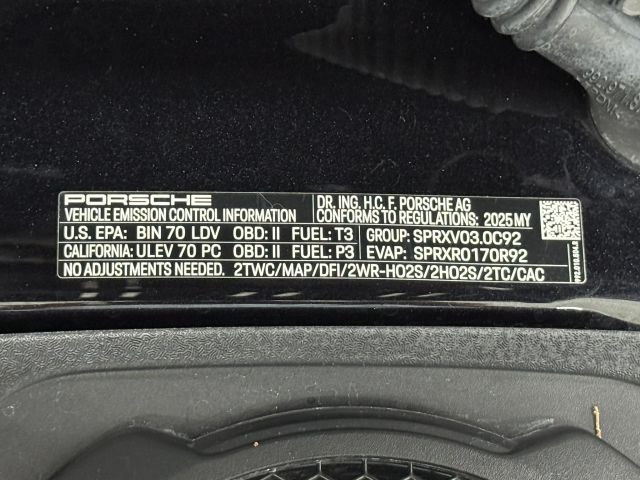 PORSCHE
VEHICLE EMISSION CONTROL INFORMATION
DR. ING. H.C. F. PORSCHE AG
CONFORMS TO REGULATIONS: 2025 MY
U.S. EPA: BIN 70 LDV OBD: II FUEL: T3 GROUP: SPRXV03.0C92
CALIFORNIA: ULEV 70 PC OBD: II FUEL: P3 EVAP: SPRXR0170R92
NO ADJUSTMENTS NEEDED. 2TWC/MAP/DFI/2WR-HO2S/2HO2S/2TC/CAC